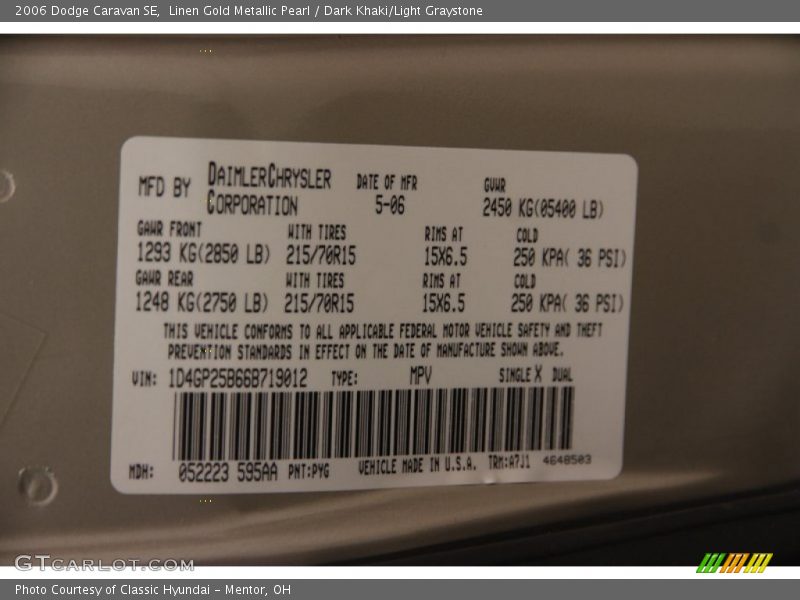 2006 Dodge Caravan SE,  Linen Gold Metallic Pearl / Dark Khaki/Light Graystone
MFD BY DAIMLERCHRYSLER CORPORATION DATE OF MFR 5-06 GVWR 2450 KG(05400 LB)
GAWR FRONT WITH TIRES RIMS AT COLD
1293 KG(2850 LB) 215/70R15 15X6.5 250 KPA( 36 PSI)
GAWR REAR WITH TIRES RIMS AT COLD
1248 KG(2750 LB) 215/70R15 15X6.5 250 KPA( 36 PSI)
THIS VEHICLE CONFORMS TO ALL APPLICABLE FEDERAL MOTOR VEHICLE SAFETY AND THEFT
PREVENTION STANDARDS IN EFFECT ON THE DATE OF MANUFACTURE SHOWN ABOVE.
VIN: 1D4GP25B66B719012 TYPE: MPV SINGLE X DUAL
MDH: 052223 595AA PNT:PYG VEHICLE MADE IN U.S.A. TRM:A7J1 4648503
GTCARLOT.COM
Photo Courtesy of Classic Hyundai - Mentor, OH